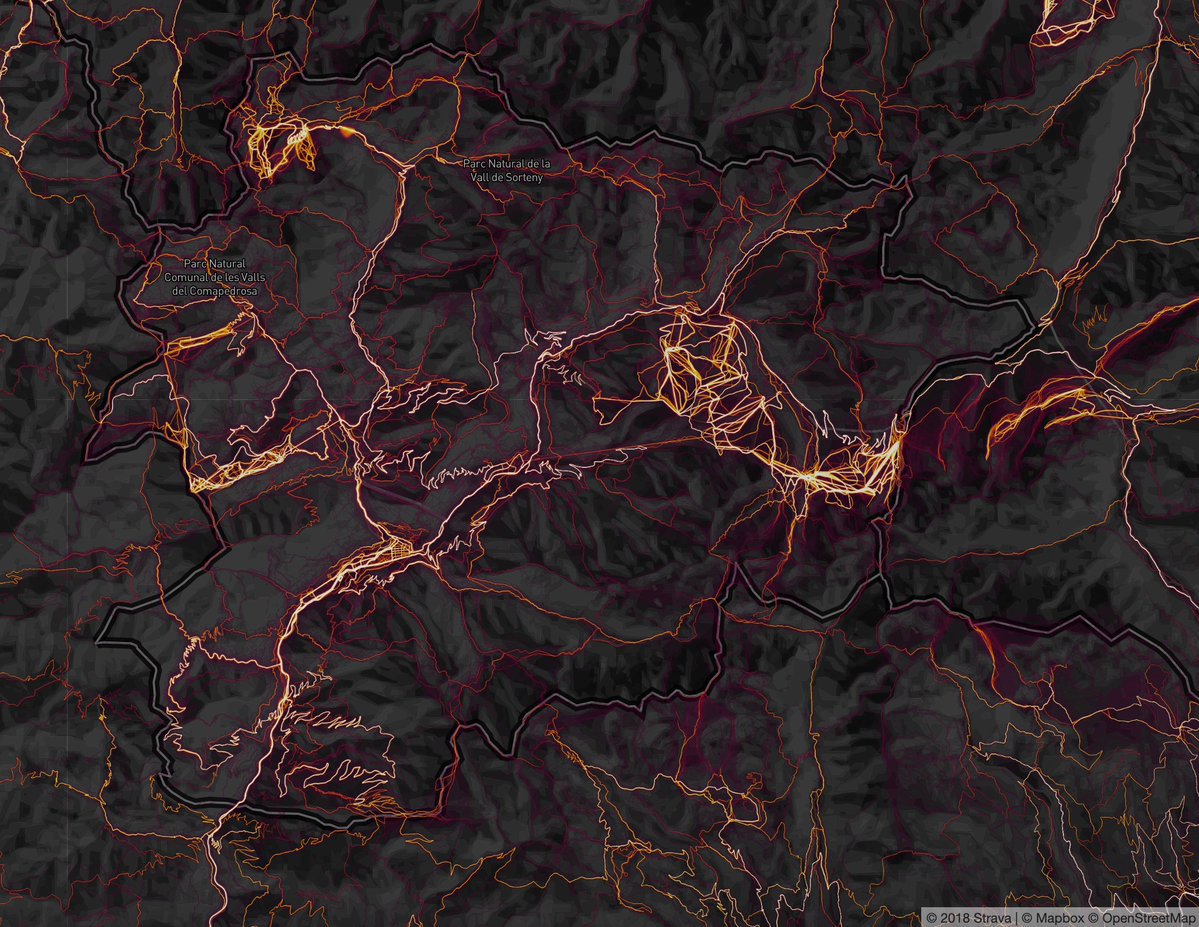 Parc Natural de la
Vall de Sorteny
Parc Natural
Comunal de les Valls
del Comapedrosa
© 2018 Strava | © Mapbox © OpenStreetMap